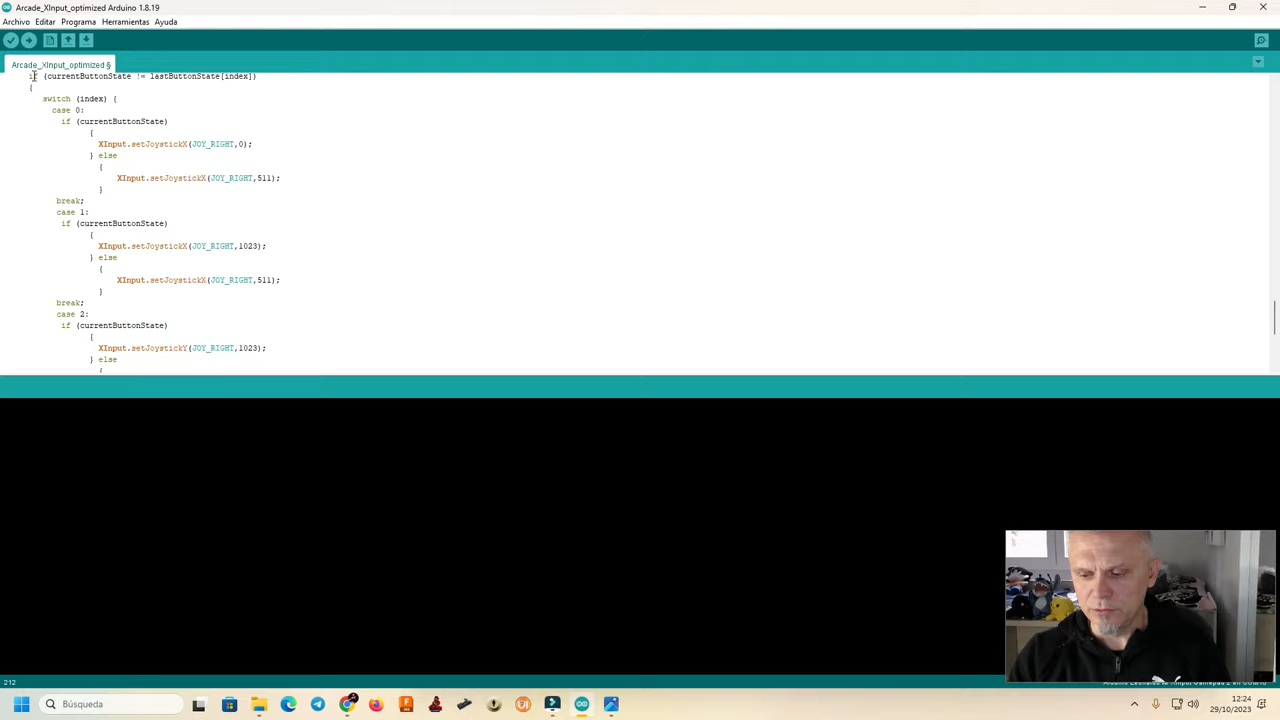 Arcade_XInput_optimized Arduino 1.8.19
Archivo Editar Programa Herramientas Ayuda
Arcade_XInput_optimized §
if (currentButtonState != lastButtonState[index])
{
switch (index) {
case 0:
if (currentButtonState)
{
XInput.setJoystickX(JOY_RIGHT,0);
} else
{
XInput.setJoystickX(JOY_RIGHT,511);
}
break;
case 1:
if (currentButtonState)
{
XInput.setJoystickX(JOY_RIGHT,1023);
} else
{
XInput.setJoystickX(JOY_RIGHT,511);
}
break;
case 2:
if (currentButtonState)
{
XInput.setJoystickY(JOY_RIGHT,1023);
} else
{
212
Búsqueda
12:24
29/10/2023